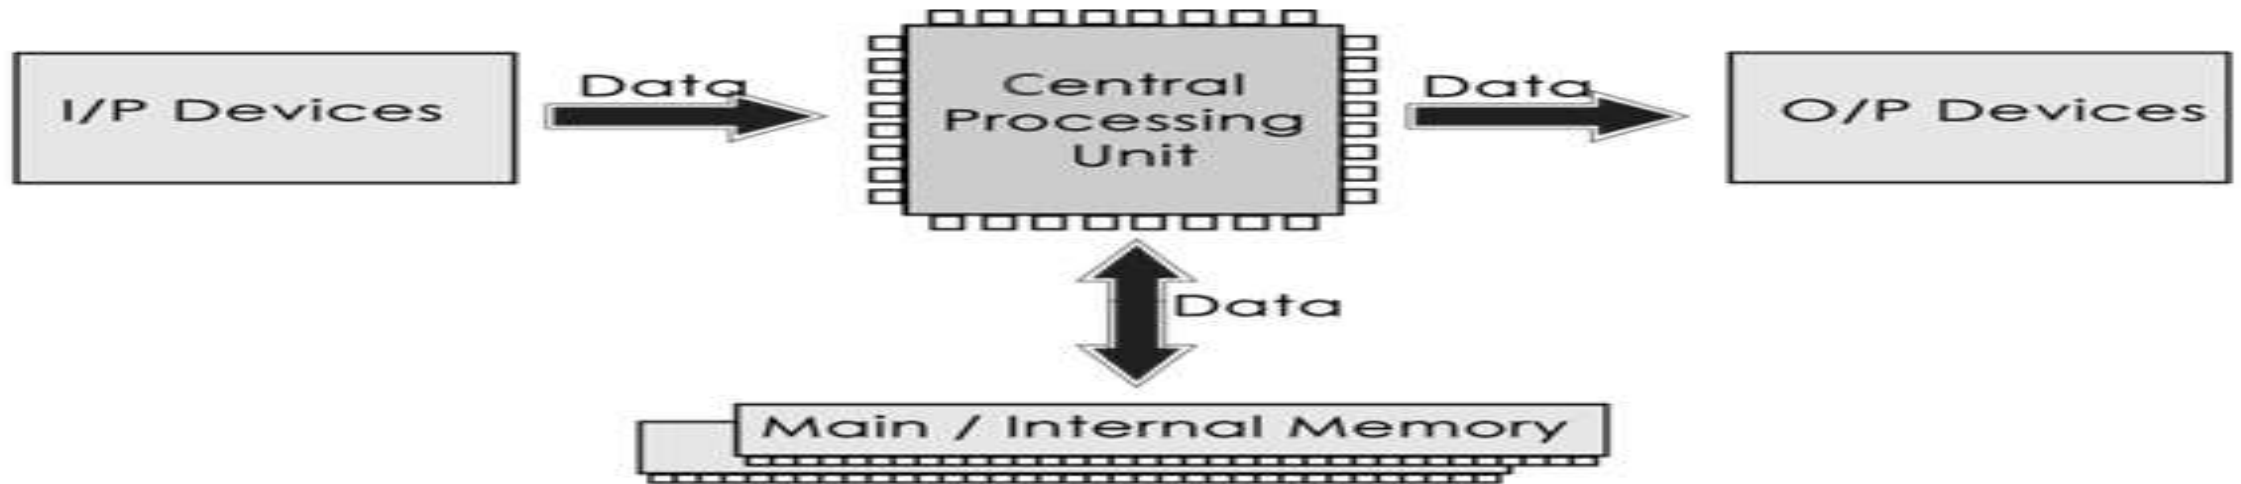 I/P Devices
Data
Central
Processing
Unit
Data
O/P Devices
Data
Main / Internal Memory